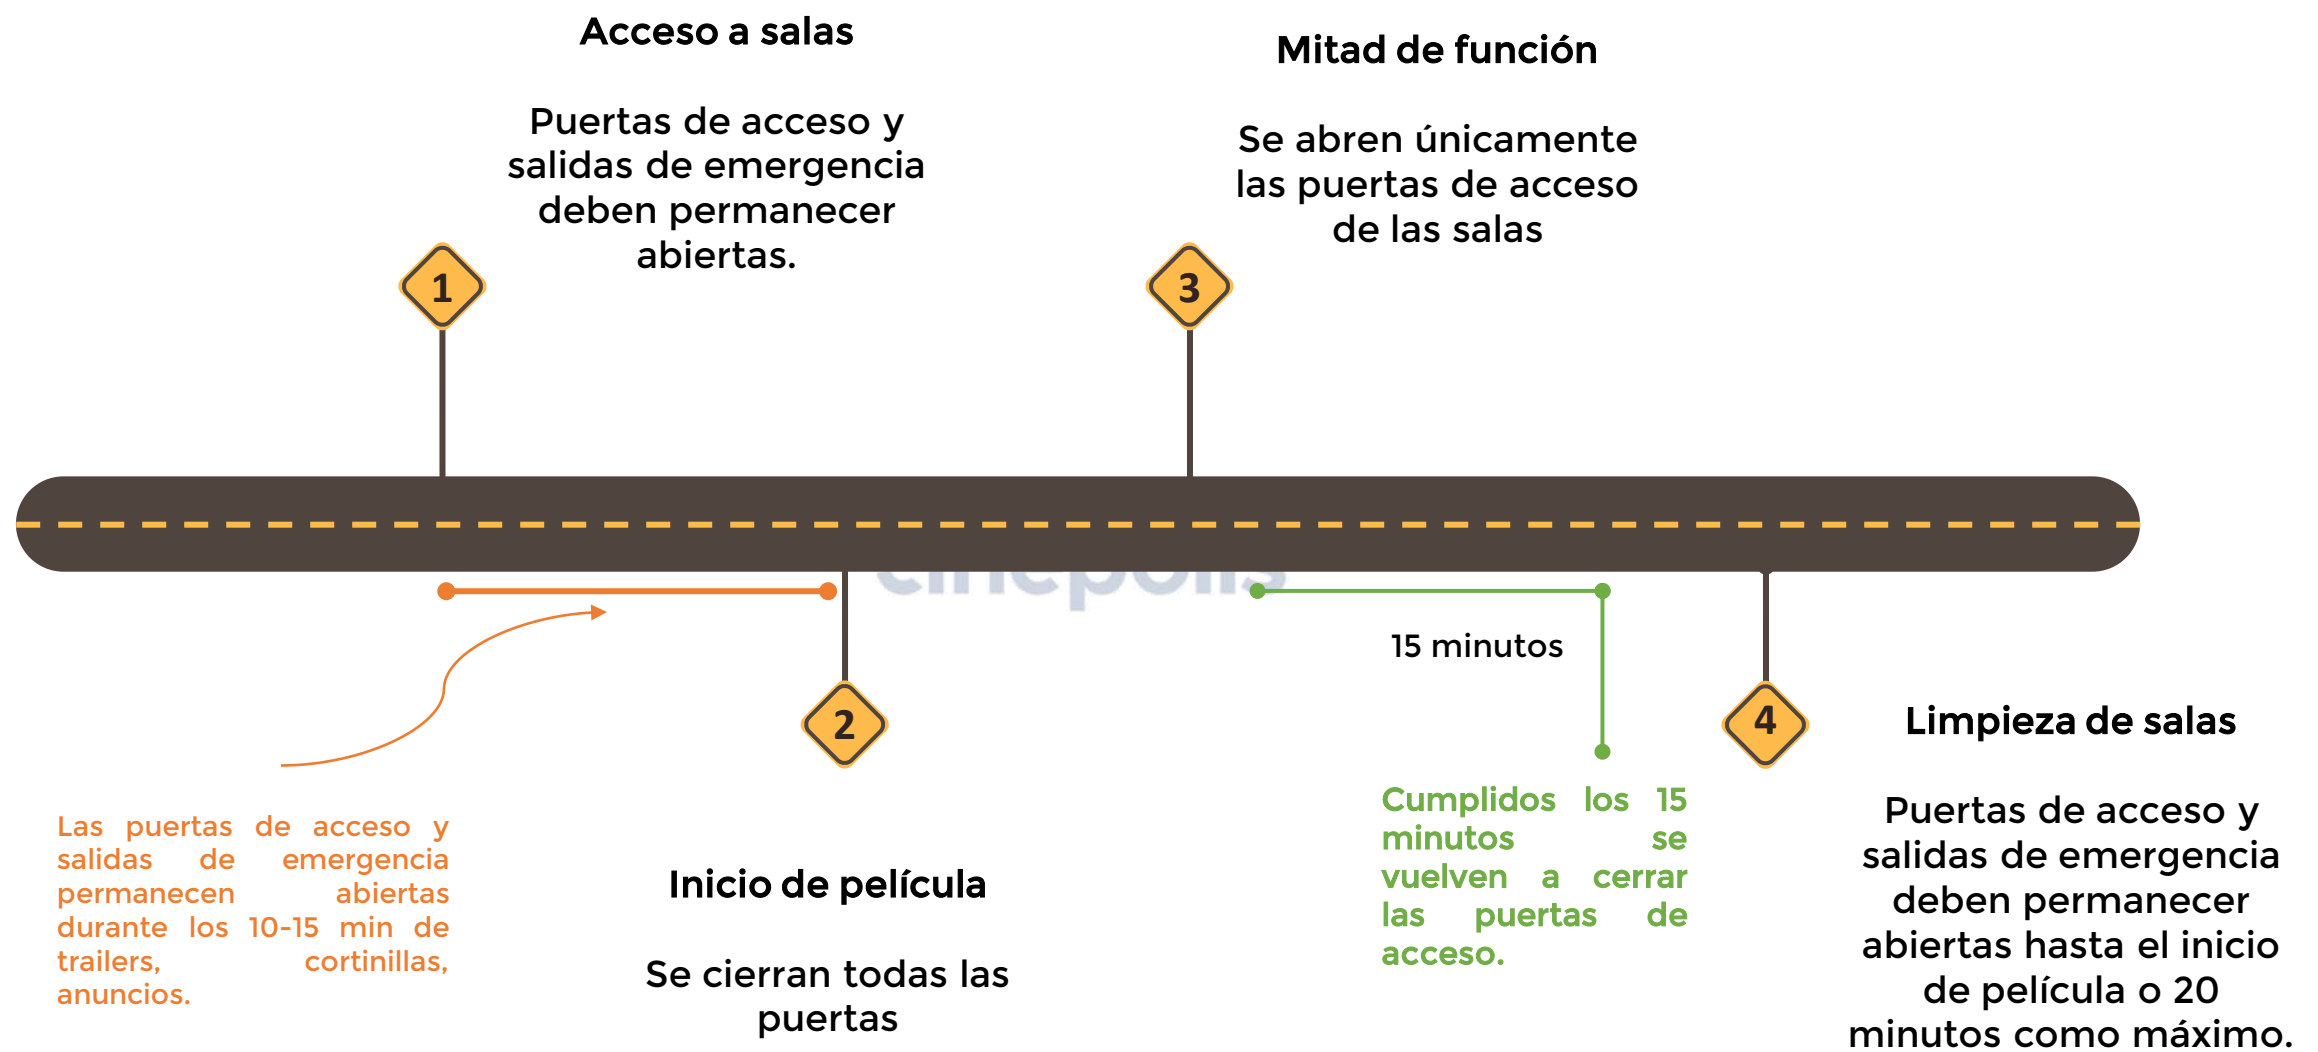 Acceso a salas
Puertas de acceso y
salidas de emergencia
deben permanecer
abiertas.
1
Mitad de función
Se abren únicamente
las puertas de acceso
de las salas
3
cinépolis
15 minutos
2
4
Las puertas de acceso y
salidas de emergencia
permanecen abiertas
durante los 10-15 min de
trailers, cortinillas,
anuncios.
Inicio de película
Se cierran todas las
puertas
Cumplidos los 15
minutos se
vuelven a cerrar
las puertas de
acceso.
Limpieza de salas
Puertas de acceso y
salidas de emergencia
deben permanecer
abiertas hasta el inicio
de película o 20
minutos como máximo.